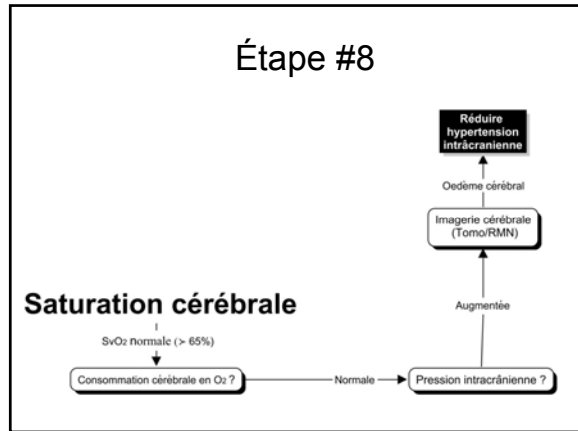 Étape #8
Réduire
hypertension
intrâcranienne
Oedème cérébral
Imagerie cérébrale
(Tomo/RMN)
Augmentée
Saturation cérébrale
SvO2 normale (> 65%)
Consommation cérébrale en O2 ?
Normale
Pression intracrânienne ?